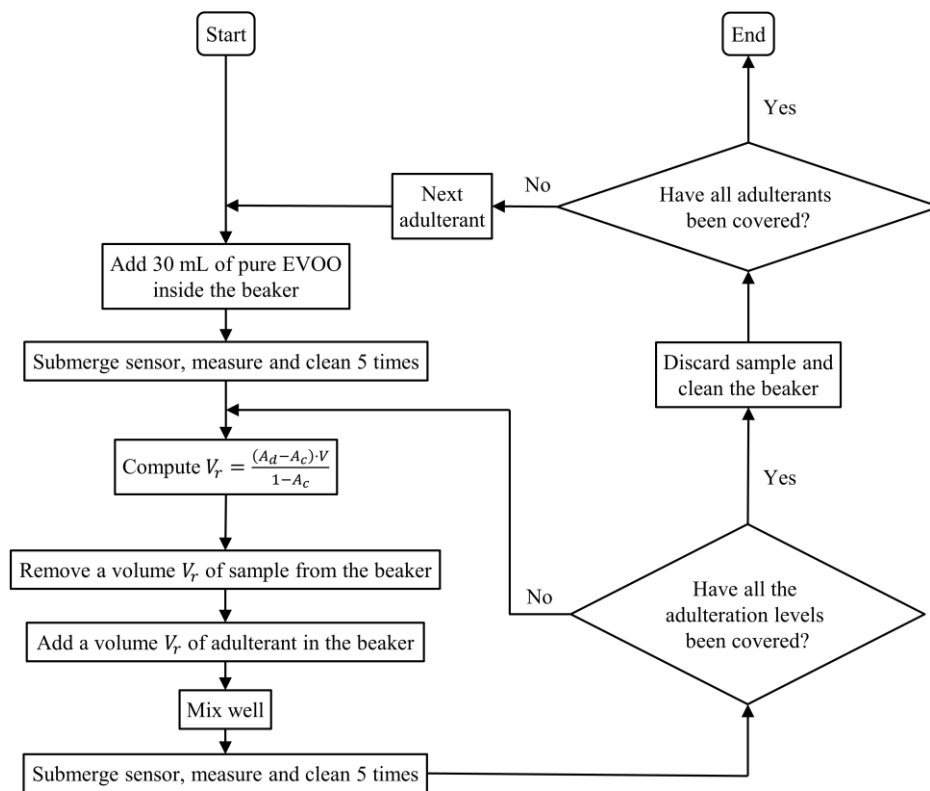 Start
Add 30 mL of pure EVOO
inside the beaker
Submerge sensor, measure and clean 5 times
Compute V_r = (A_d−A_c)·V / 1−A_c
Remove a volume V_r of sample from the beaker
Add a volume V_r of adulterant in the beaker
Mix well
Submerge sensor, measure and clean 5 times
Have all the
adulteration levels
been covered?
No
Yes
Discard sample and
clean the beaker
Have all adulterants
been covered?
No
Next
adulterant
Yes
End